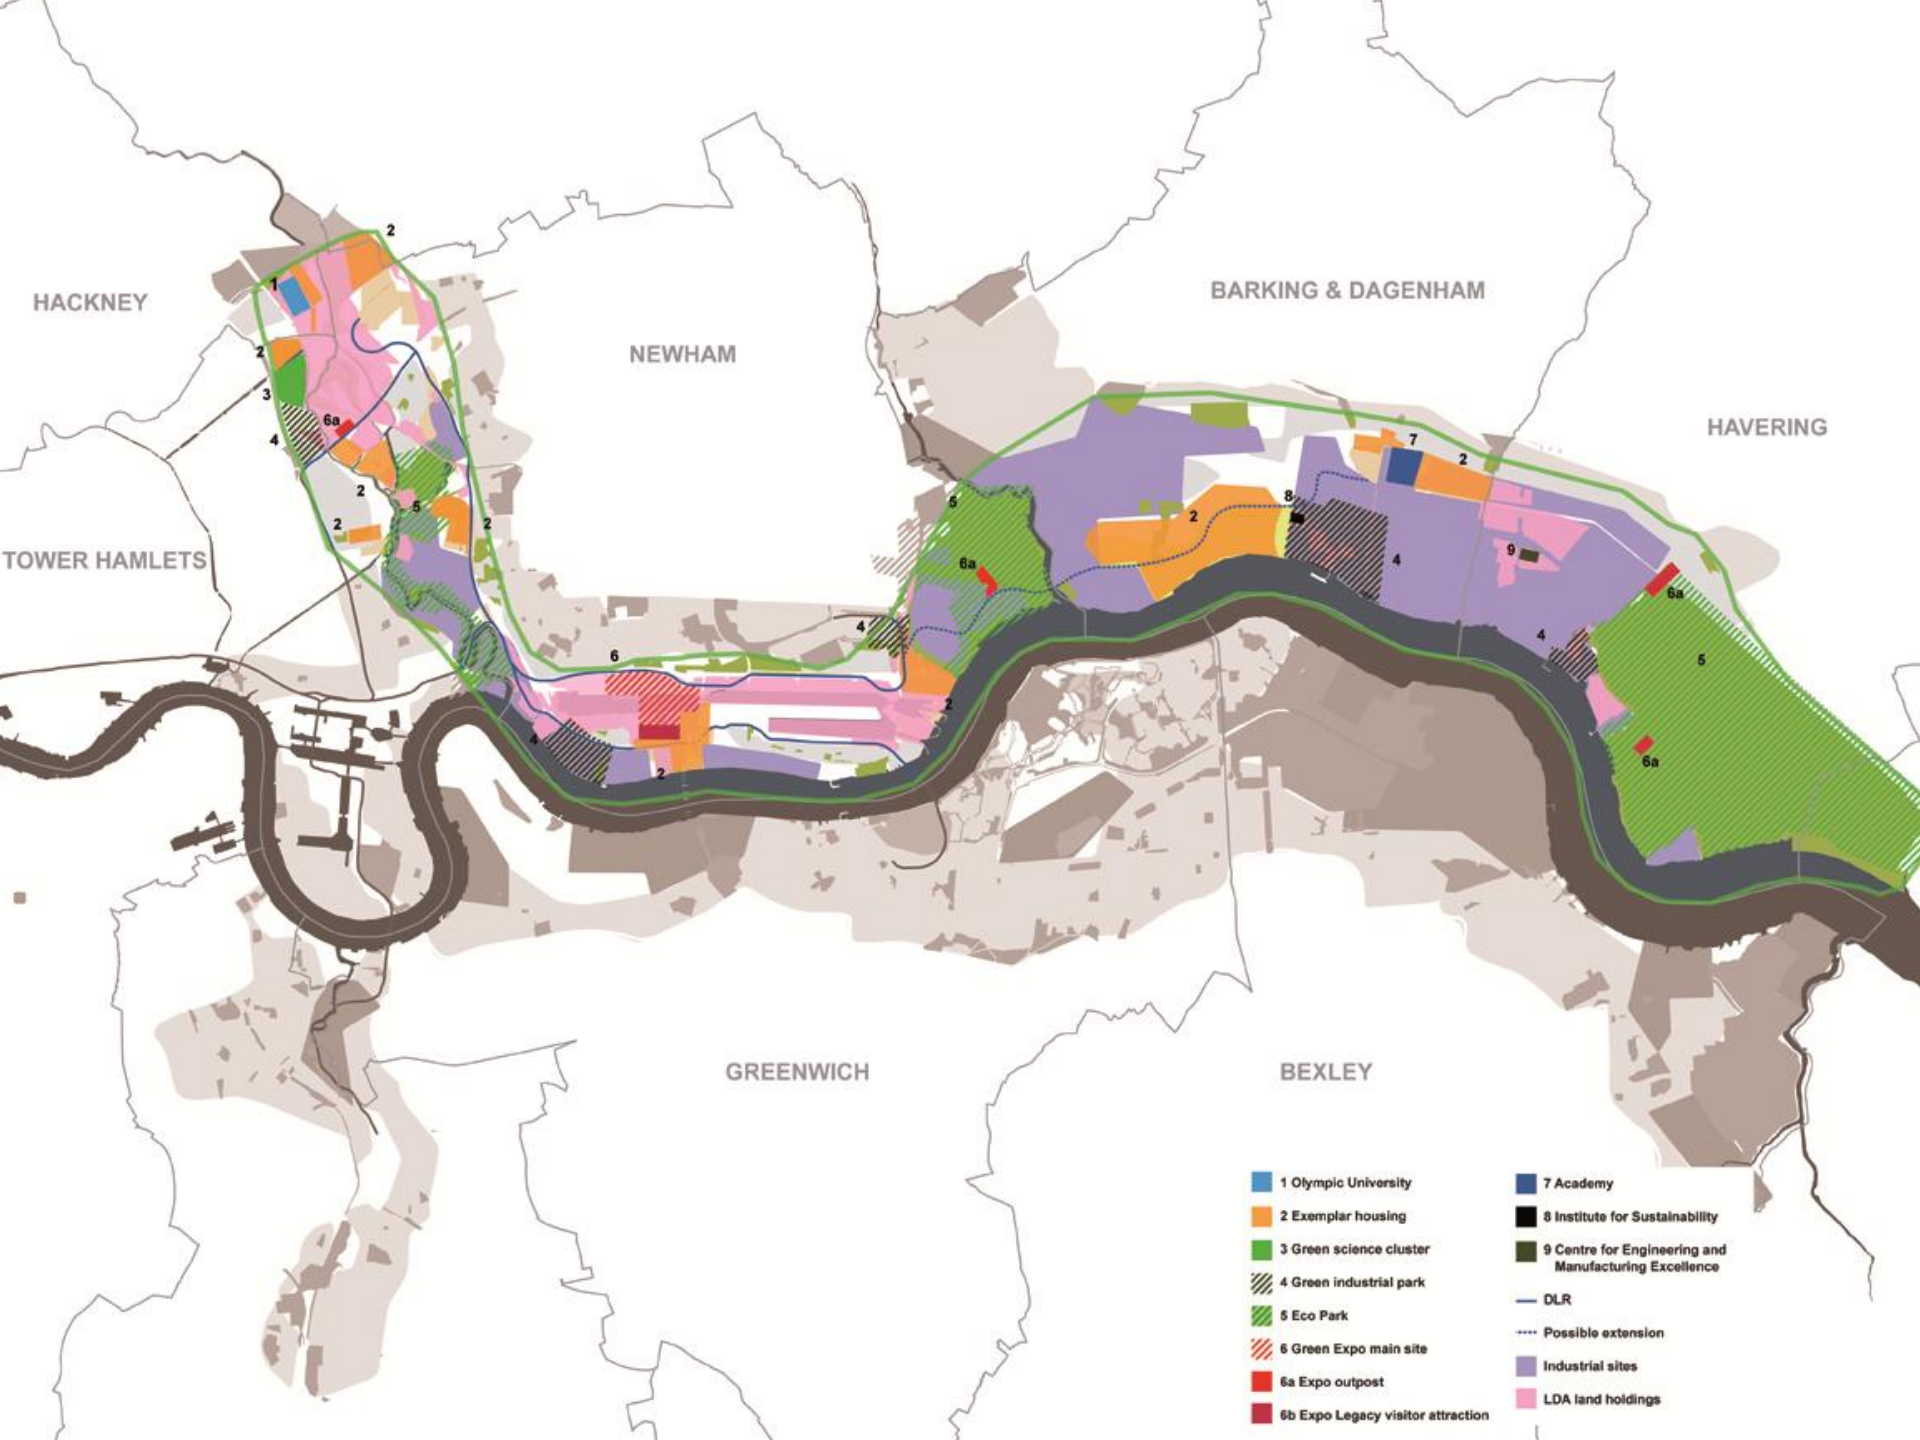 2
HACKNEY
1
BARKING & DAGENHAM
2
NEWHAM
3
6a
4
HAVERING
7
2
2
5
8
2
5
2
2
TOWER HAMLETS
6a
9
4
6a
4
4
5
6
2
4
2
6a
GREENWICH
BEXLEY
1 Olympic University
2 Exemplar housing
3 Green science cluster
4 Green industrial park
5 Eco Park
6 Green Expo main site
6a Expo outpost
6b Expo Legacy visitor attraction
7 Academy
8 Institute for Sustainability
9 Centre for Engineering and
Manufacturing Excellence
DLR
Possible extension
Industrial sites
LDA land holdings